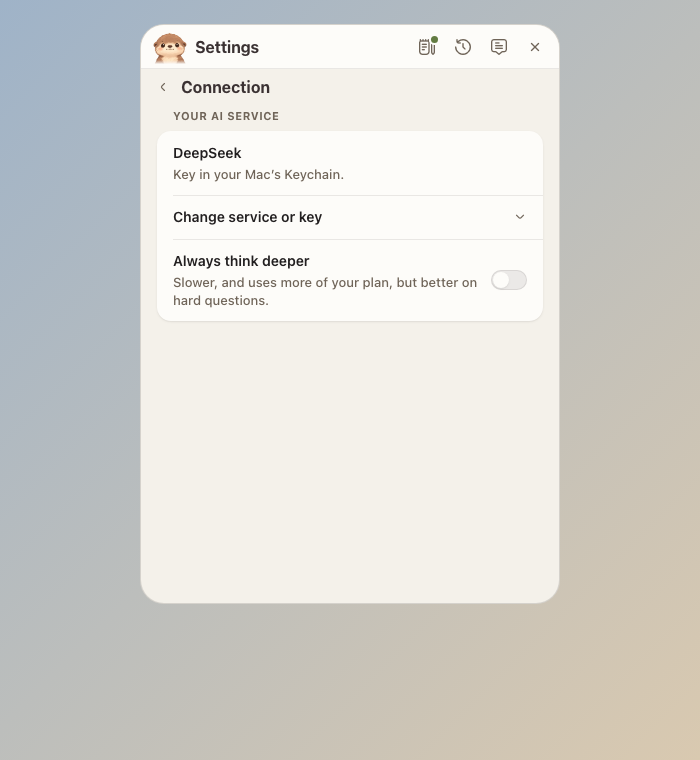 Settings
Connection
YOUR AI SERVICE
DeepSeek
Key in your Mac’s Keychain.
Change service or key
Always think deeper
Slower, and uses more of your plan, but better on
hard questions.